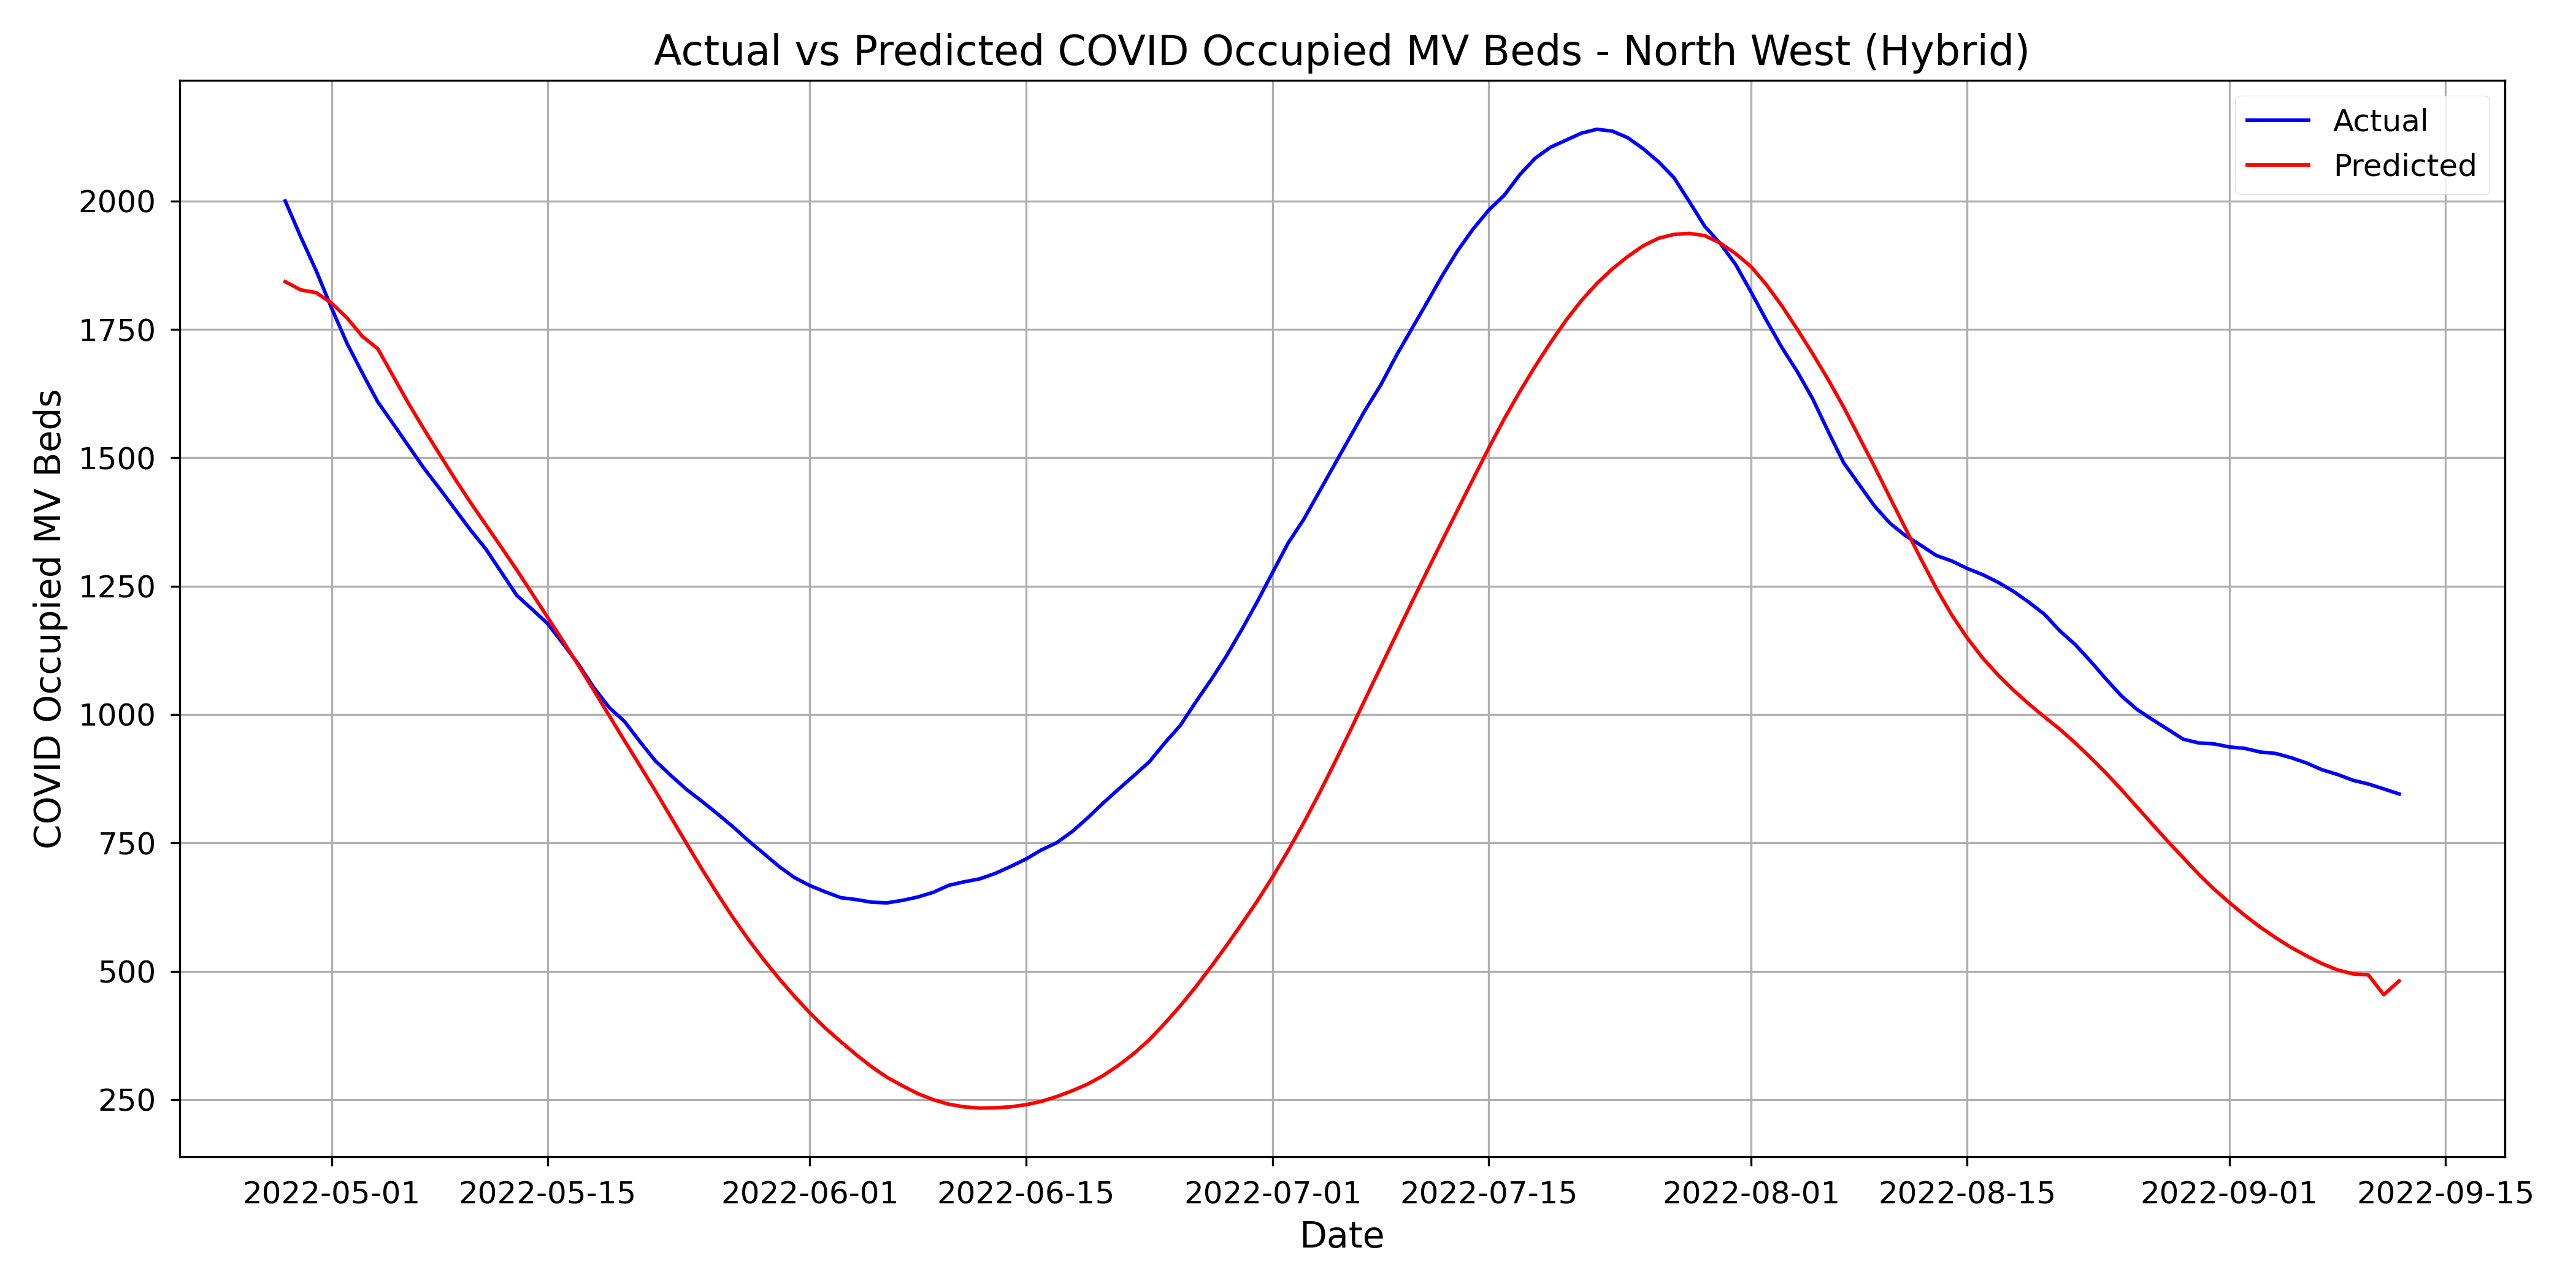 Actual vs Predicted COVID Occupied MV Beds - North West (Hybrid)
Actual
Predicted
COVID Occupied MV Beds
2000
1750
1500
1250
1000
750
500
250
2022-05-01 2022-05-15 2022-06-01 2022-06-15 2022-07-01 2022-07-15 2022-08-01 2022-08-15 2022-09-01 2022-09-15
Date